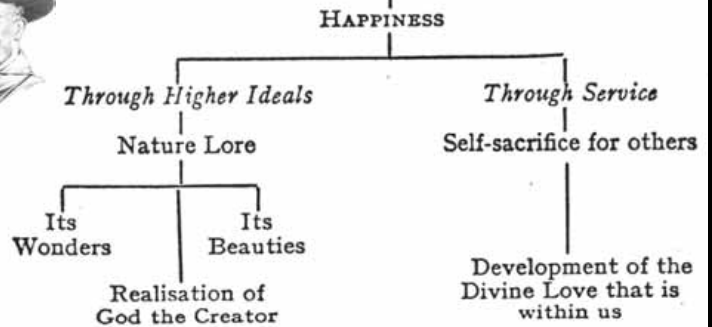 HAPPINESS
Through Higher Ideals
Through Service
Nature Lore
Self-sacrifice for others
Its
Wonders
Its
Beauties
Realisation of
God the Creator
Development of the
Divine Love that is
within us